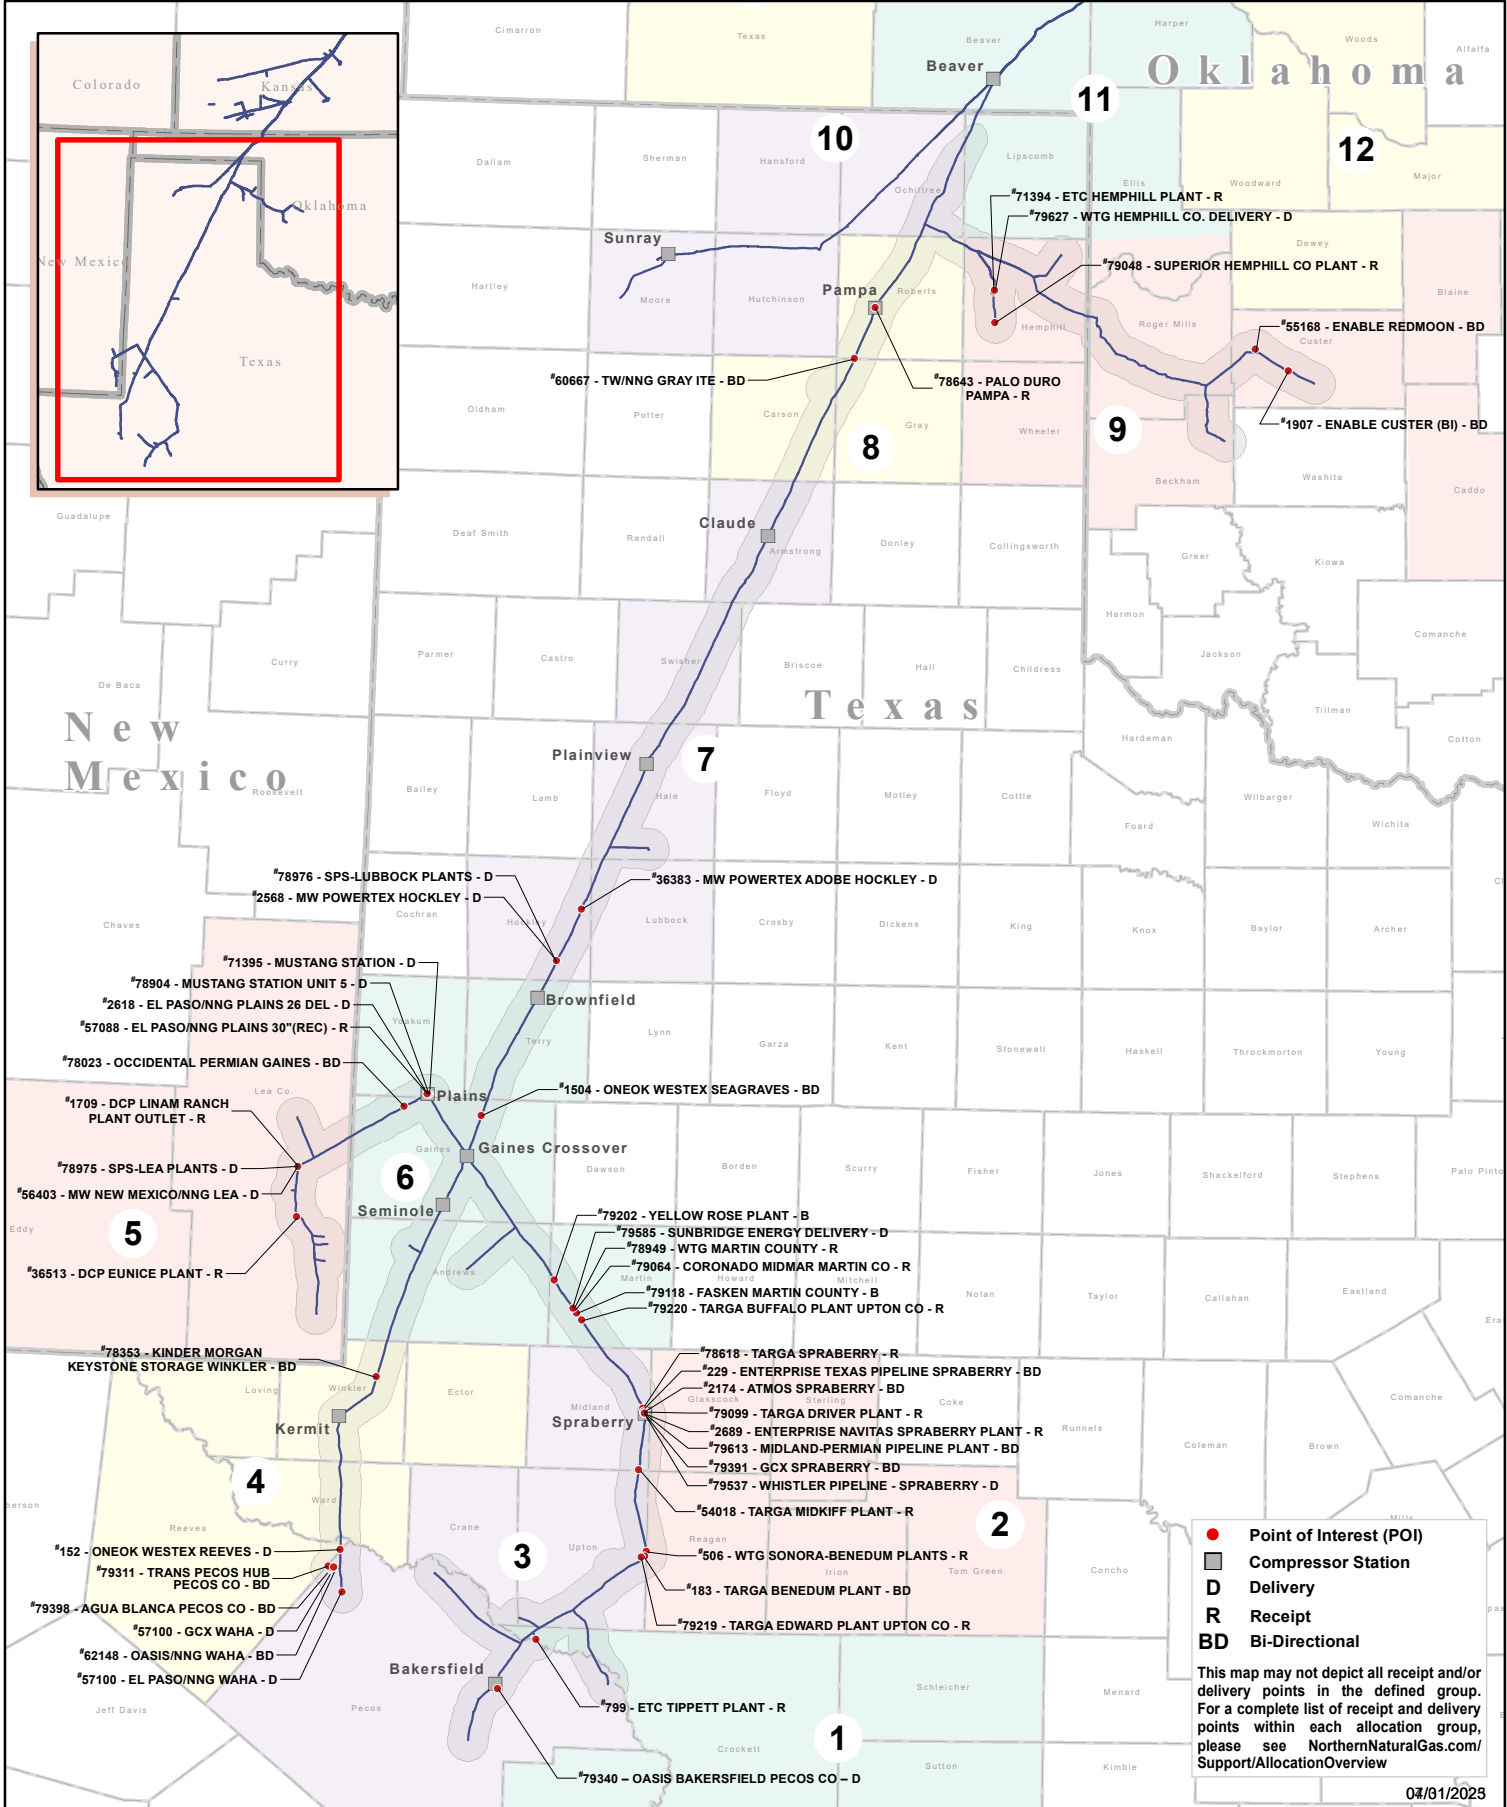 Colorado
Kansas
Oklahoma
New Mexico
Texas
Cimarron
Texas
Beaver
Harper
Woods
Alfalfa
Beaver
Oklahoma
11
10
12
Dallam
Sherman
Hansford
Ochiltree
Lipscomb
Ellis
Woodward
Major
#71394 - ETC HEMPHILL PLANT - R
#79627 - WTG HEMPHILL CO. DELIVERY - D
Sunray
Dewey
#79048 - SUPERIOR HEMPHILL CO PLANT - R
Hartley
Moore
Hutchinson
Pampa
Roberts
Hemphill
Roger Mills
Blaine
#55168 - ENABLE REDMOON - BD
Custer
#60667 - TW/NNG GRAY ITE - BD
#78643 - PALO DURO
PAMPA - R
Oldham
Potter
Carson
Gray
Wheeler
#1907 - ENABLE CUSTER (BI) - BD
8
9
Beckham
Washita
Caddo
Guadalupe
Deaf Smith
Randall
Claude
Armstrong
Donley
Collingsworth
Greer
Kiowa
Harmon
Comanche
Curry
Parmer
Castro
Swisher
Briscoe
Hall
Childress
Jackson
De Baca
Texas
Tillman
New
Mexico
Roosevelt
Plainview
7
Hardeman
Cotton
Bailey
Lamb
Hale
Floyd
Motley
Cottle
Wilbarger
Foard
Wichita
#78976 - SPS-LUBBOCK PLANTS - D
#36383 - MW POWERTEX ADOBE HOCKLEY - D
#2568 - MW POWERTEX HOCKLEY - D
Chaves
Cochran
Hockley
Lubbock
Crosby
Dickens
King
Knox
Baylor
Archer
#71395 - MUSTANG STATION - D
#78904 - MUSTANG STATION UNIT 5 - D
#2618 - EL PASO/NNG PLAINS 26 DEL - D
Brownfield
#57088 - EL PASO/NNG PLAINS 30"(REC) - R
Yoakum
Terry
Lynn
Garza
Kent
Stonewall
Haskell
Throckmorton
Young
#78023 - OCCIDENTAL PERMIAN GAINES - BD
Lea Co.
Plains
#1504 - ONEOK WESTEX SEAGRAVES - BD
#1709 - DCP LINAM RANCH
PLANT OUTLET - R
Gaines
Gaines Crossover
#78975 - SPS-LEA PLANTS - D
Dawson
Borden
Scurry
Fisher
Jones
Shackelford
Stephens
Palo Pinto
6
#56403 - MW NEW MEXICO/NNG LEA - D
Seminole
Eddy
5
#79202 - YELLOW ROSE PLANT - B
#79585 - SUNBRIDGE ENERGY DELIVERY - D
#78949 - WTG MARTIN COUNTY - R
#79064 - CORONADO MIDMAR MARTIN CO - R
#36513 - DCP EUNICE PLANT - R
Andrews
Martin
Howard
Mitchell
Nolan
Taylor
Callahan
Eastland
#79118 - FASKEN MARTIN COUNTY - B
#79220 - TARGA BUFFALO PLANT UPTON CO - R
#78353 - KINDER MORGAN
KEYSTONE STORAGE WINKLER - BD
#78618 - TARGA SPRABERRY - R
#229 - ENTERPRISE TEXAS PIPELINE SPRABERRY - BD
#2174 - ATMOS SPRABERRY - BD
Loving
Winkler
Ector
Midland
Glasscock
Sterling
Coke
Runnels
Coleman
Brown
Comanche
Kermit
Spraberry
#79099 - TARGA DRIVER PLANT - R
#2689 - ENTERPRISE NAVITAS SPRABERRY PLANT - R
#79613 - MIDLAND-PERMIAN PIPELINE PLANT - BD
#79391 - GCX SPRABERRY - BD
#79537 - WHISTLER PIPELINE - SPRABERRY - D
4
Ward
#54018 - TARGA MIDKIFF PLANT - R
Reeves
Crane
Upton
Reagan
2
Mills
3
#152 - ONEOK WESTEX REEVES - D
#506 - WTG SONORA-BENEDUM PLANTS - R
Irion
Tom Green
Concho
#79311 - TRANS PECOS HUB
PECOS CO - BD
#183 - TARGA BENEDUM PLANT - BD
#79398 - AGUA BLANCA PECOS CO - BD
#57100 - GCX WAHA - D
#79219 - TARGA EDWARD PLANT UPTON CO - R
#62148 - OASIS/NNG WAHA - BD
#57100 - EL PASO/NNG WAHA - D
Bakersfield
Jeff Davis
Pecos
#799 - ETC TIPPETT PLANT - R
Schleicher
Menard
1
Crockett
Sutton
Kimble
#79340 – OASIS BAKERSFIELD PECOS CO – D
Point of Interest (POI)
Compressor Station
D Delivery
R Receipt
BD Bi-Directional
This map may not depict all receipt and/or
delivery points in the defined group.
For a complete list of receipt and delivery
points within each allocation group,
please see NorthernNaturalGas.com/
Support/AllocationOverview